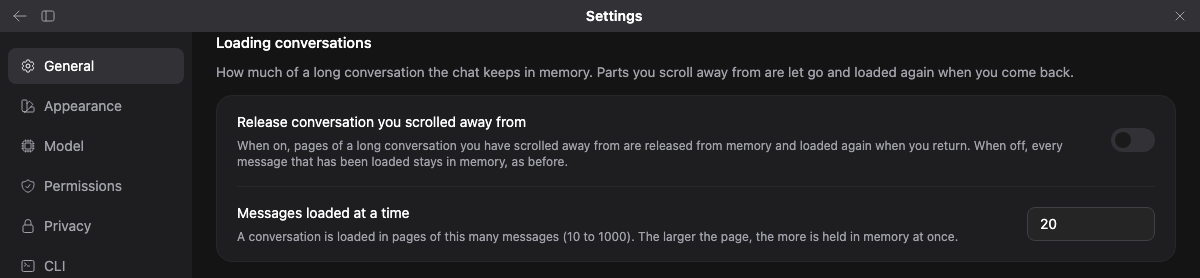 Settings
General
Appearance
Model
Permissions
Privacy
CLI
Loading conversations
How much of a long conversation the chat keeps in memory. Parts you scroll away from are let go and loaded again when you come back.
Release conversation you scrolled away from
When on, pages of a long conversation you have scrolled away from are released from memory and loaded again when you return. When off, every
message that has been loaded stays in memory, as before.
Messages loaded at a time
A conversation is loaded in pages of this many messages (10 to 1000). The larger the page, the more is held in memory at once.
20